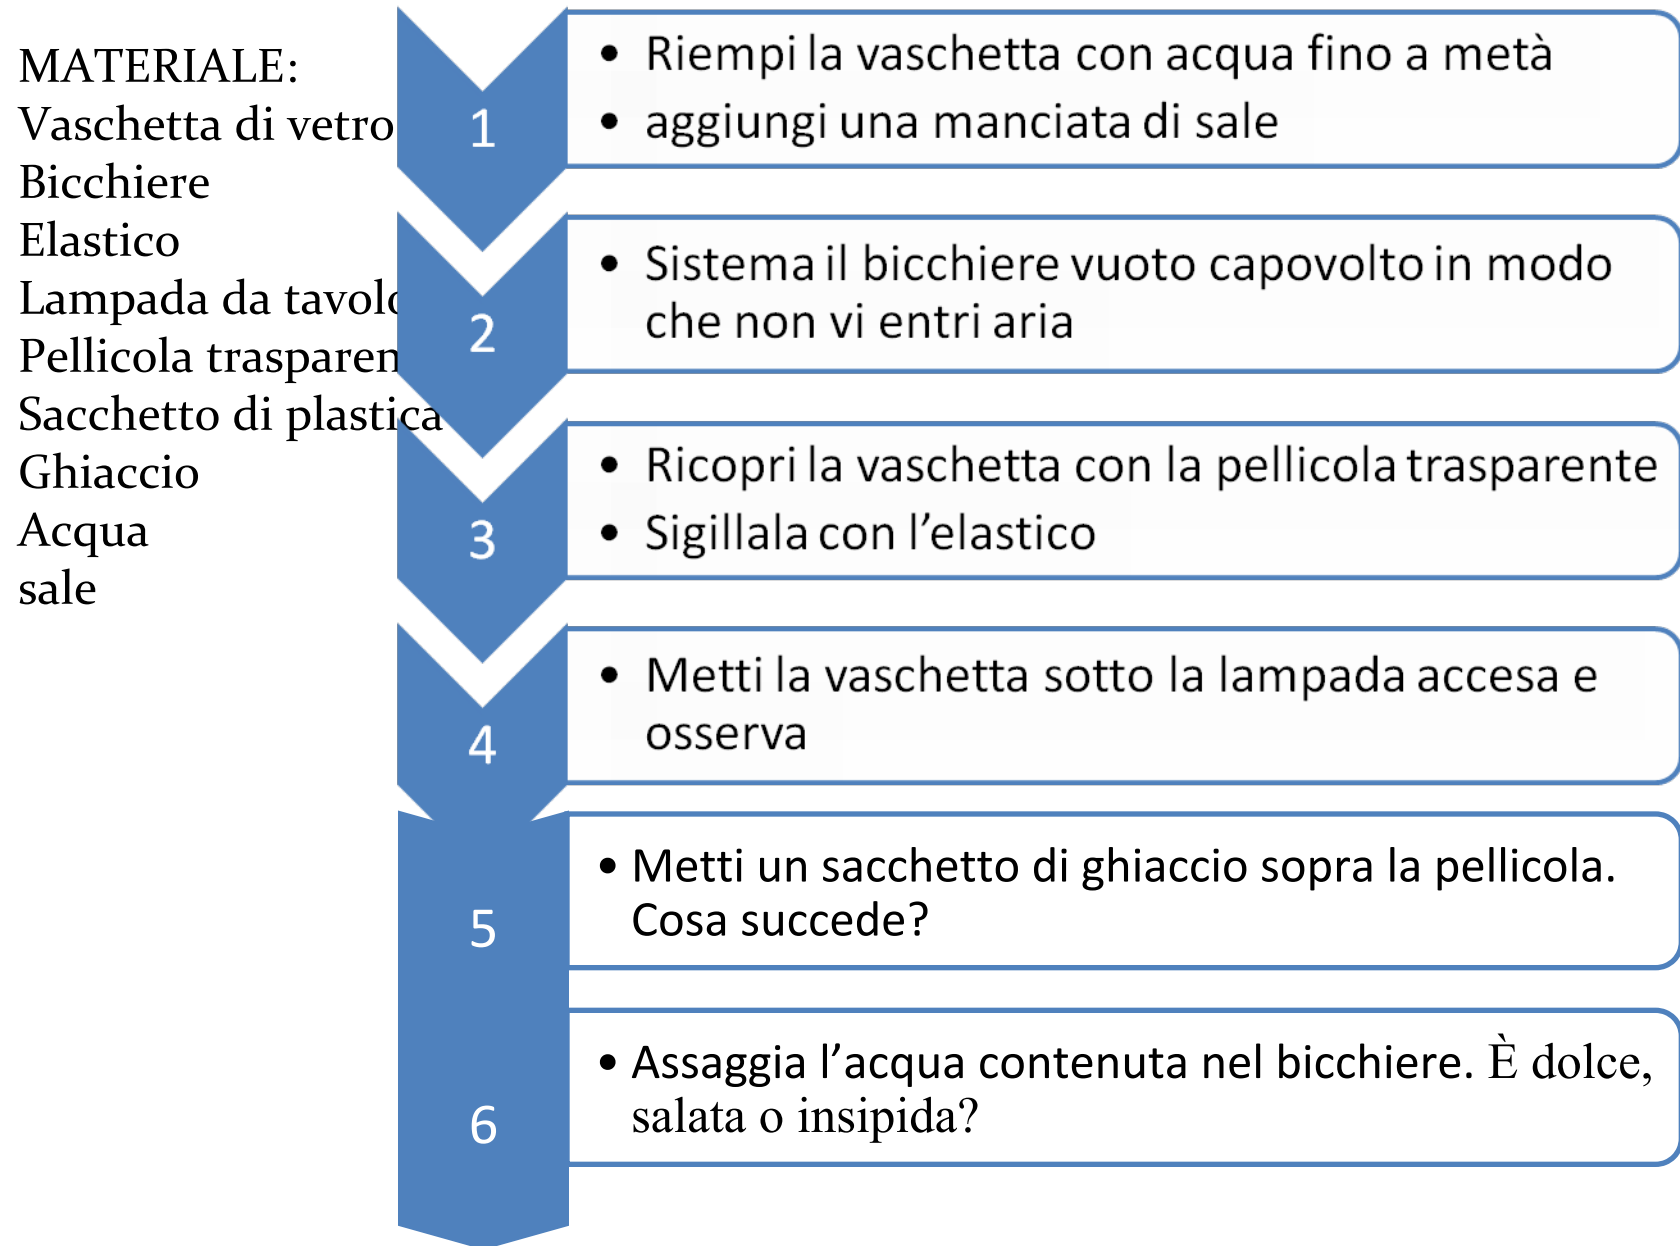 MATERIALE:
Vaschetta di vetro
Bicchiere
Elastico
Lampada da tavolo
Pellicola trasparen
Sacchetto di plastica
Ghiaccio
Acqua
sale
1
• Riempi la vaschetta con acqua fino a metà
• aggiungi una manciata di sale
2
• Sistema il bicchiere vuoto capovolto in modo
che non vi entri aria
3
• Ricopri la vaschetta con la pellicola trasparente
• Sigillala con l’elastico
4
• Metti la vaschetta sotto la lampada accesa e
osserva
5
• Metti un sacchetto di ghiaccio sopra la pellicola.
Cosa succede?
6
• Assaggia l’acqua contenuta nel bicchiere. È dolce,
salata o insipida?